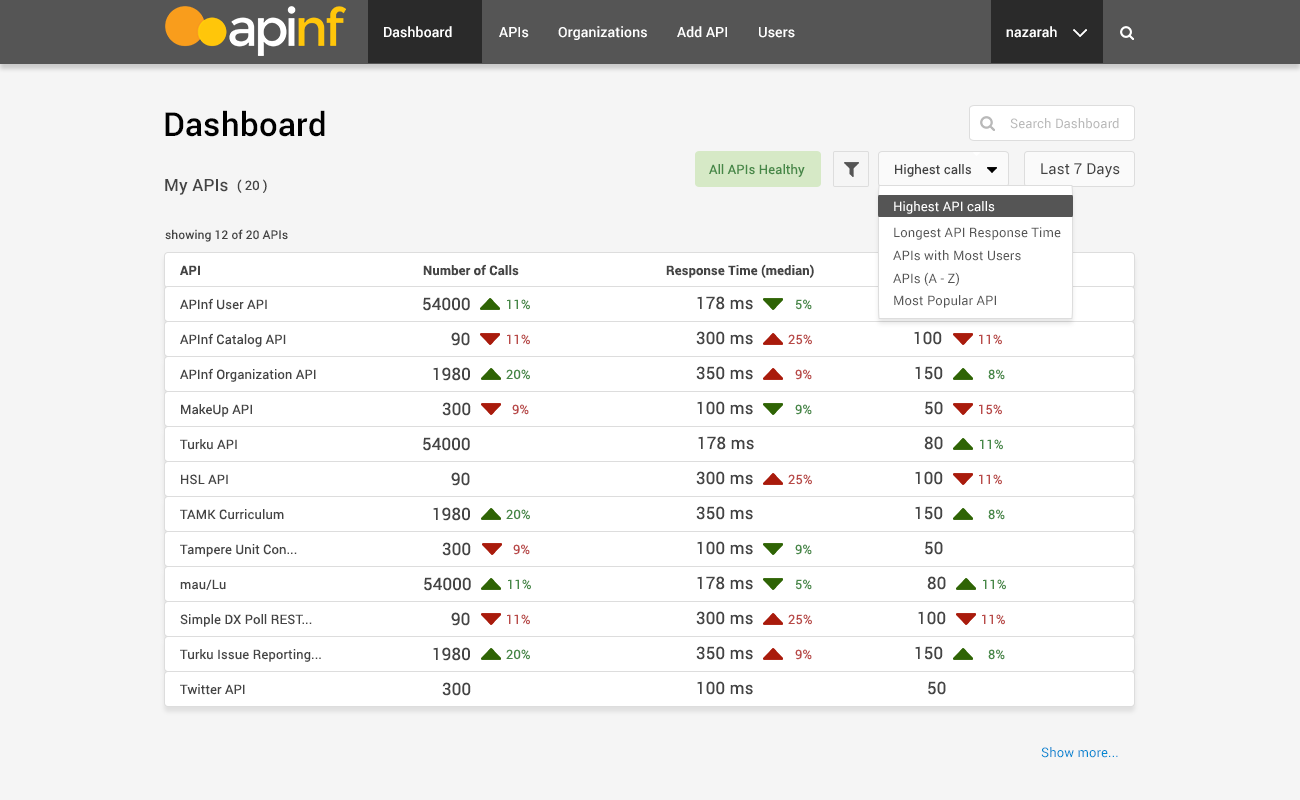 apinf Dashboard APIs Organizations Add API Users nazarah
Dashboard
Search Dashboard
All APIs Healthy Highest calls Last 7 Days
My APIs ( 20 )
Highest API calls
Longest API Response Time
APIs with Most Users
APIs (A - Z)
Most Popular API
showing 12 of 20 APIs
API Number of Calls Response Time (median)
APInf User API 54000 11% 178 ms 5%
APInf Catalog API 90 11% 300 ms 25% 100 11%
APInf Organization API 1980 20% 350 ms 9% 150 8%
MakeUp API 300 9% 100 ms 9% 50 15%
Turku API 54000 178 ms 80 11%
HSL API 90 300 ms 25% 100 11%
TAMK Curriculum 1980 20% 350 ms 150 8%
Tampere Unit Con... 300 9% 100 ms 9% 50
mau/Lu 54000 11% 178 ms 5% 80 11%
Simple DX Poll REST... 90 11% 300 ms 25% 100 11%
Turku Issue Reporting... 1980 20% 350 ms 9% 150 8%
Twitter API 300 100 ms 50
Show more...